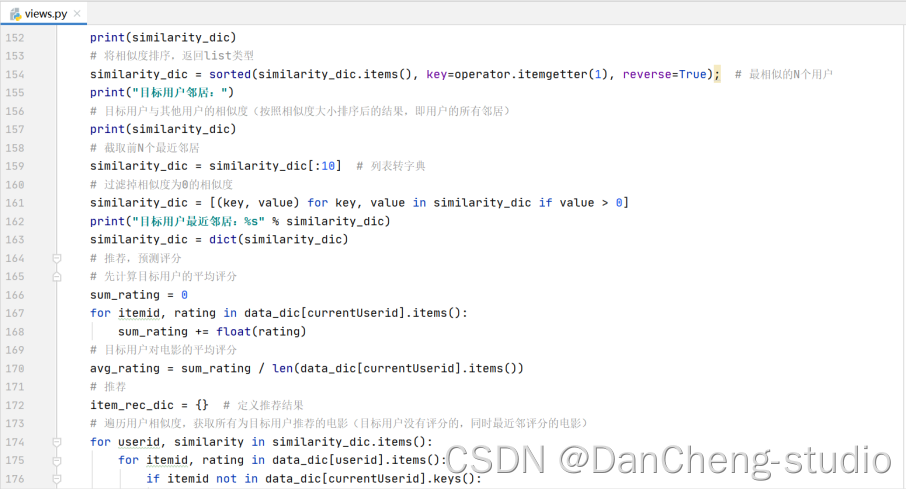 views.py
152 print(similarity_dic)
153 # 将相似度排序，返回list类型
154 similarity_dic = sorted(similarity_dic.items(), key=operator.itemgetter(1), reverse=True); # 最相似的N个用户
155 print("目标用户邻居：")
156 # 目标用户与其他用户的相似度（按照相似度大小排序后的结果，即用户的所有邻居）
157 print(similarity_dic)
158 # 截取前N个最近邻居
159 similarity_dic = similarity_dic[:10] # 列表转字典
160 # 过滤掉相似度为0的相似度
161 similarity_dic = [(key, value) for key, value in similarity_dic if value > 0]
162 print("目标用户最近邻居：%s" % similarity_dic)
163 similarity_dic = dict(similarity_dic)
164 # 推荐，预测评分
165 # 先计算目标用户的平均评分
166 sum_rating = 0
167 for itemid, rating in data_dic[currentUserid].items():
168 sum_rating += float(rating)
169 # 目标用户对电影的平均评分
170 avg_rating = sum_rating / len(data_dic[currentUserid].items())
171 # 推荐
172 item_rec_dic = {} # 定义推荐结果
173 # 遍历用户相似度，获取所有为目标用户推荐的电影（目标用户没有评分的，同时最近邻评分的电影）
174 for userid, similarity in similarity_dic.items():
175 for itemid, rating in data_dic[userid].items():
176 if itemid not in data_dic[currentUserid].keys():
CSDN @DanCheng-studio